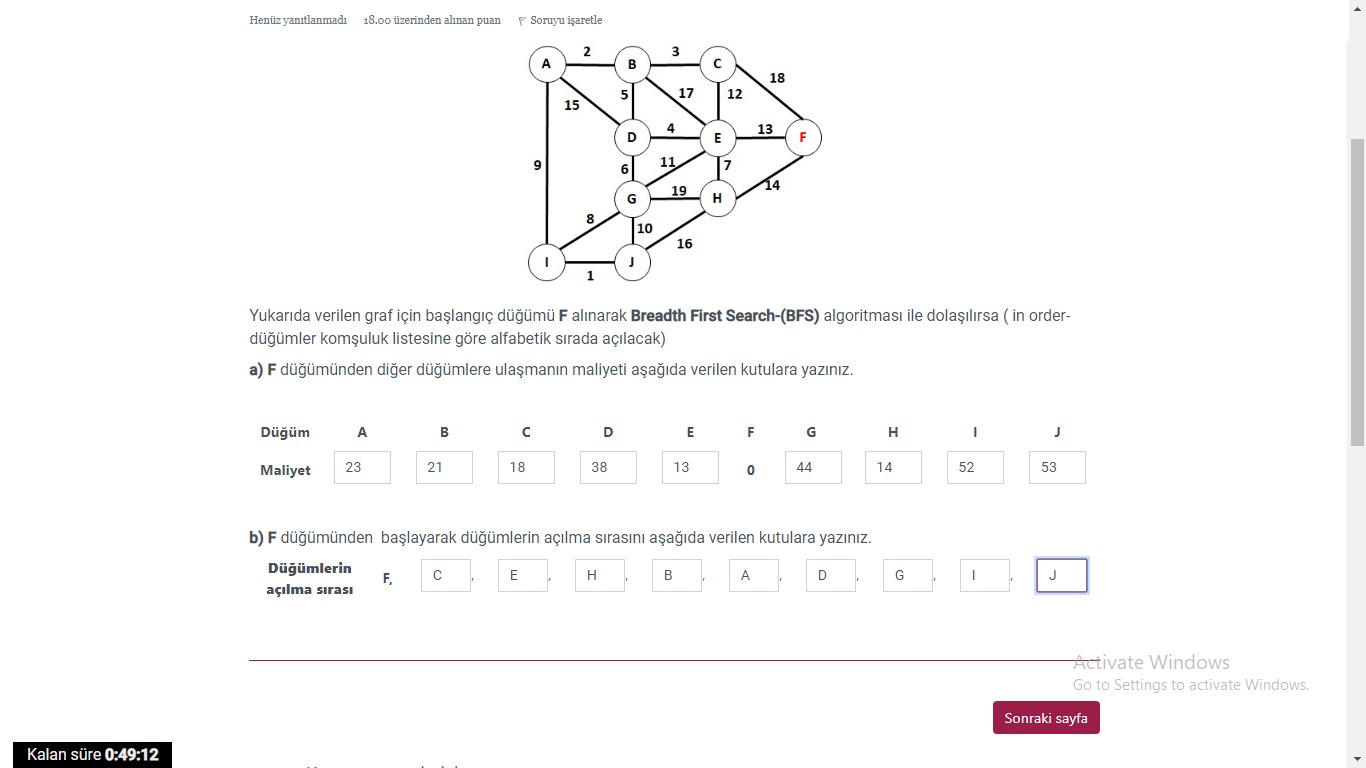 Henüz yanıtlanmadı 18.00 üzerinden alınan puan Soruyu işaretle
A 2 B 3 C
18
15 5 17 12
D 4 E 13 F
9 6 11 7
G 19 H 14
8 10
16
I 1 J
Yukarıda verilen graf için başlangıç düğümü F alınarak Breadth First Search-(BFS) algoritması ile dolaşılırsa ( in order-
düğümler komşuluk listesine göre alfabetik sırada açılacak)
a) F düğümünden diğer düğümlere ulaşmanın maliyeti aşağıda verilen kutulara yazınız.
Düğüm A B C D E F G H I J
Maliyet 23 21 18 38 13 0 44 14 52 53
b) F düğümünden başlayarak düğümlerin açılma sırasını aşağıda verilen kutulara yazınız.
Düğümlerin
açılma sırası F, C, E, H, B, A, D, G, I, J
Activate Windows
Go to Settings to activate Windows.
Sonraki sayfa
Kalan süre 0:49:12